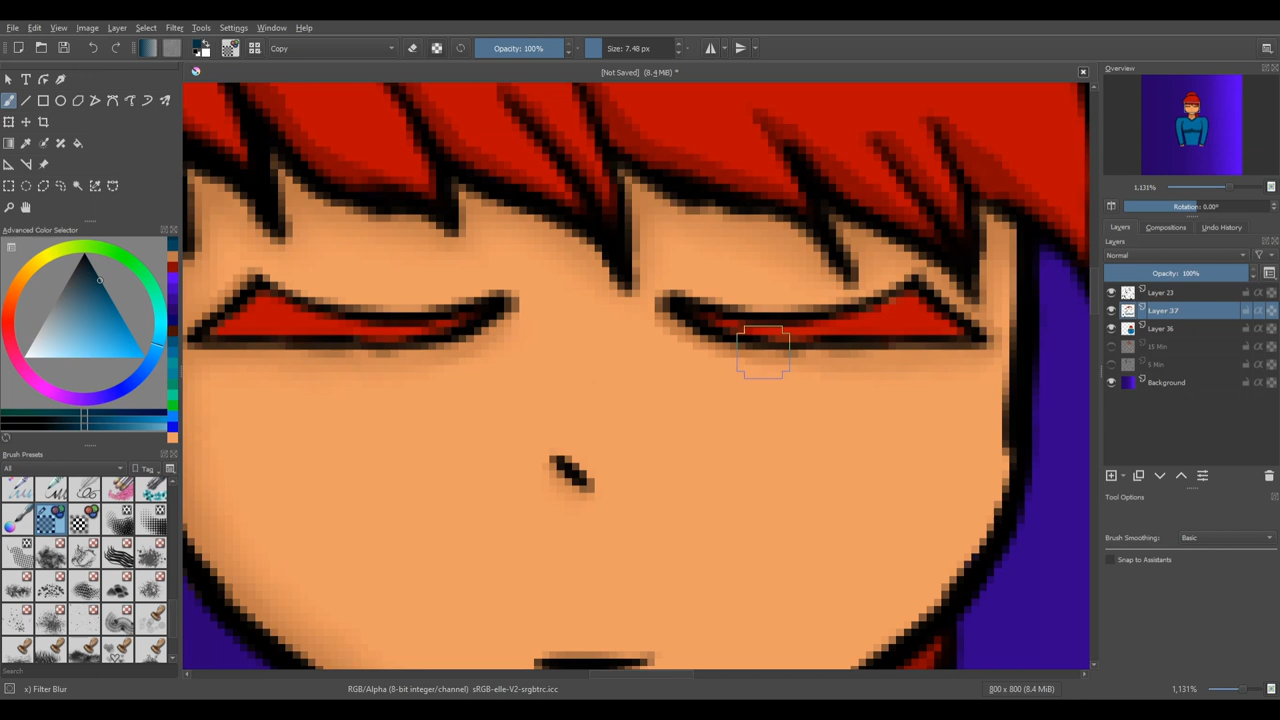 File Edit View Image Layer Select Filter Tools Settings Window Help
Copy Opacity: 100% Size: 7.48 px
[Not Saved] (8.4 MiB) * Overview
1,131%
Rotation: 0.00°
Layers Compositions Undo History
Advanced Color Selector
Layers
Normal
Opacity: 100%
Layer 23
Layer 37
Layer 36
15 Min
5 Min
Background
Brush Presets
All Tag
Tool Options
Brush Smoothing: Basic
Snap to Assistants
Search
x) Filter Blur RGB/Alpha (8-bit integer/channel) sRGB-elle-V2-srgbtrc.icc 800 x 800 (8.4 MiB) 1,131%